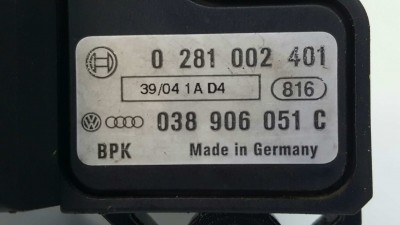 0 281 002 401
39/04 1A D4 816
038 906 051 C
BPK Made in Germany